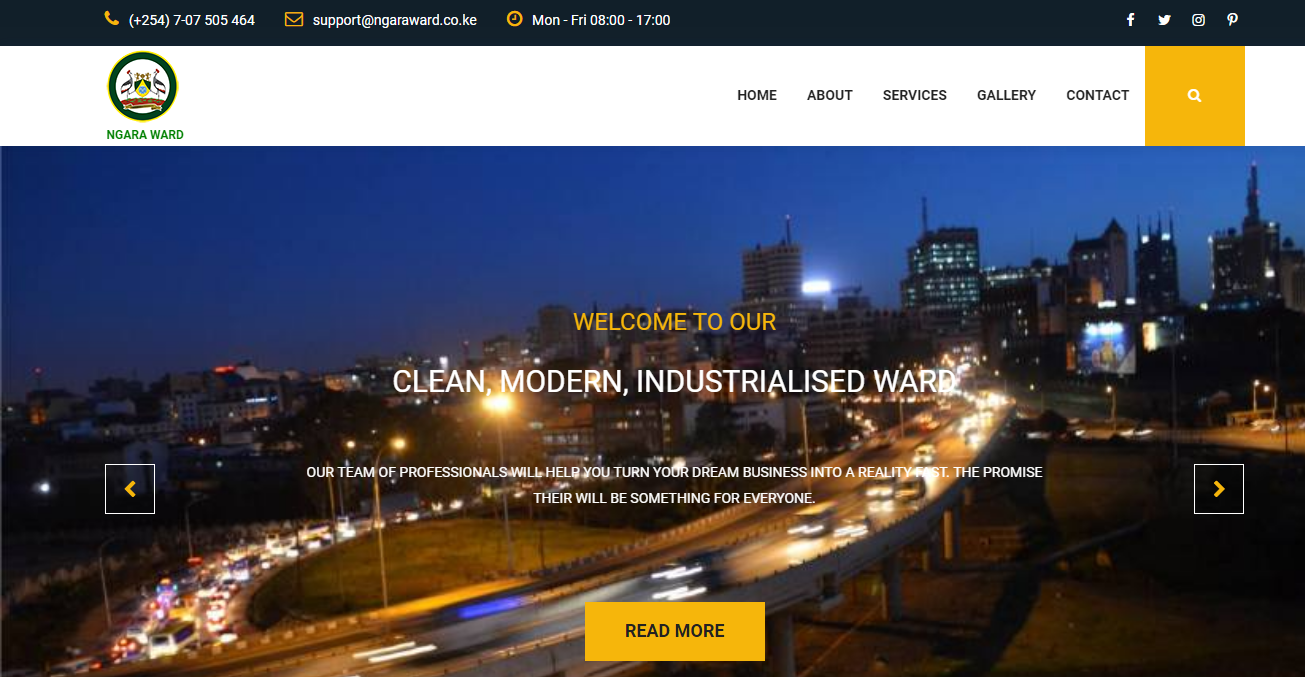 (+254) 7-07 505 464 support@ngaraward.co.ke Mon - Fri 08:00 - 17:00
NGARA WARD
HOME ABOUT SERVICES GALLERY CONTACT
WELCOME TO OUR
CLEAN, MODERN, INDUSTRIALISED WARD
OUR TEAM OF PROFESSIONALS WILL HELP YOU TURN YOUR DREAM BUSINESS INTO A REALITY FAST. THE PROMISE
THEIR WILL BE SOMETHING FOR EVERYONE.
READ MORE